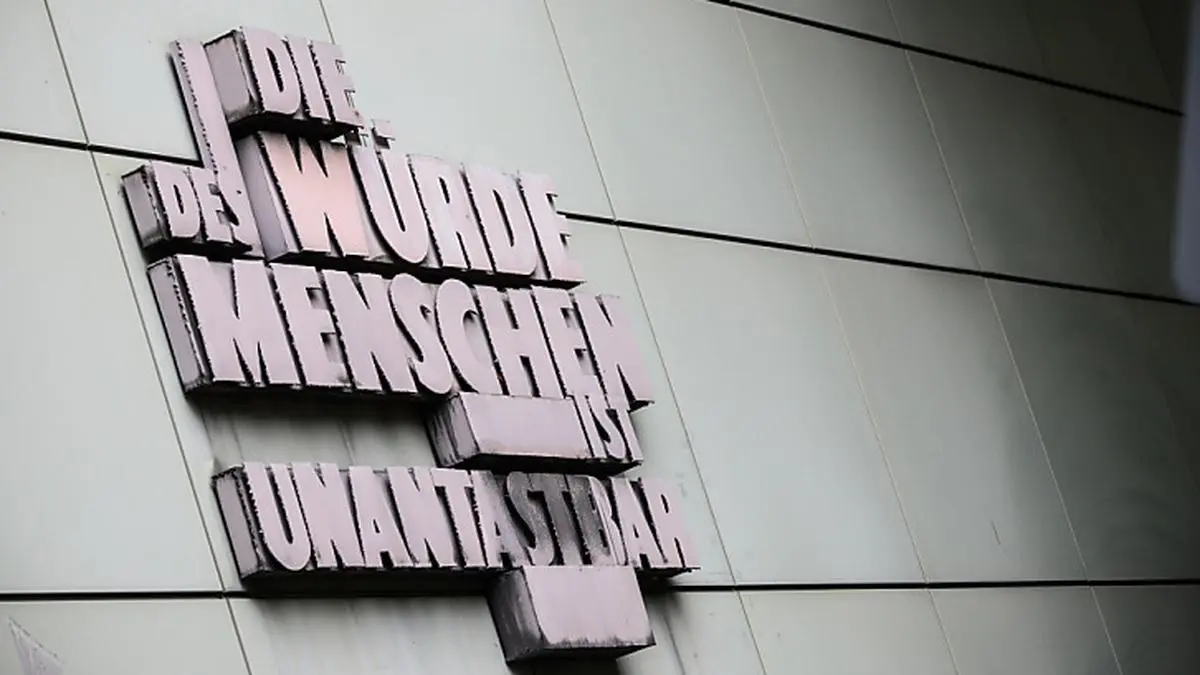 DIE
WÜRDE
DES
MENSCHEN
IST
UNANTASTBAR